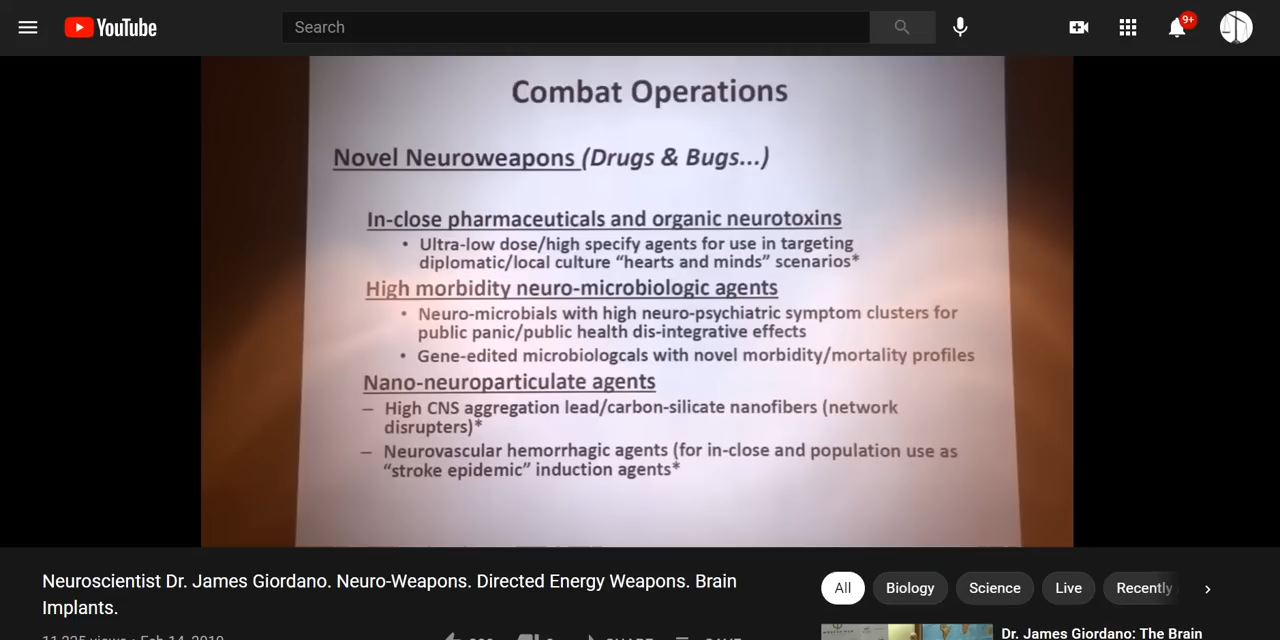 YouTube
Search
9+
Combat Operations
Novel Neuroweapons (Drugs & Bugs...)
In-close pharmaceuticals and organic neurotoxins
• Ultra-low dose/high specify agents for use in targeting
diplomatic/local culture “hearts and minds” scenarios*
High morbidity neuro-microbiologic agents
• Neuro-microbials with high neuro-psychiatric symptom clusters for
public panic/public health dis-integrative effects
• Gene-edited microbiologcals with novel morbidity/mortality profiles
Nano-neuroparticulate agents
– High CNS aggregation lead/carbon-silicate nanofibers (network
disrupters)*
– Neurovascular hemorrhagic agents (for in-close and population use as
“stroke epidemic” induction agents*
Neuroscientist Dr. James Giordano. Neuro-Weapons. Directed Energy Weapons. Brain
Implants.
All Biology Science Live Recently
Dr. James Giordano: The Brain